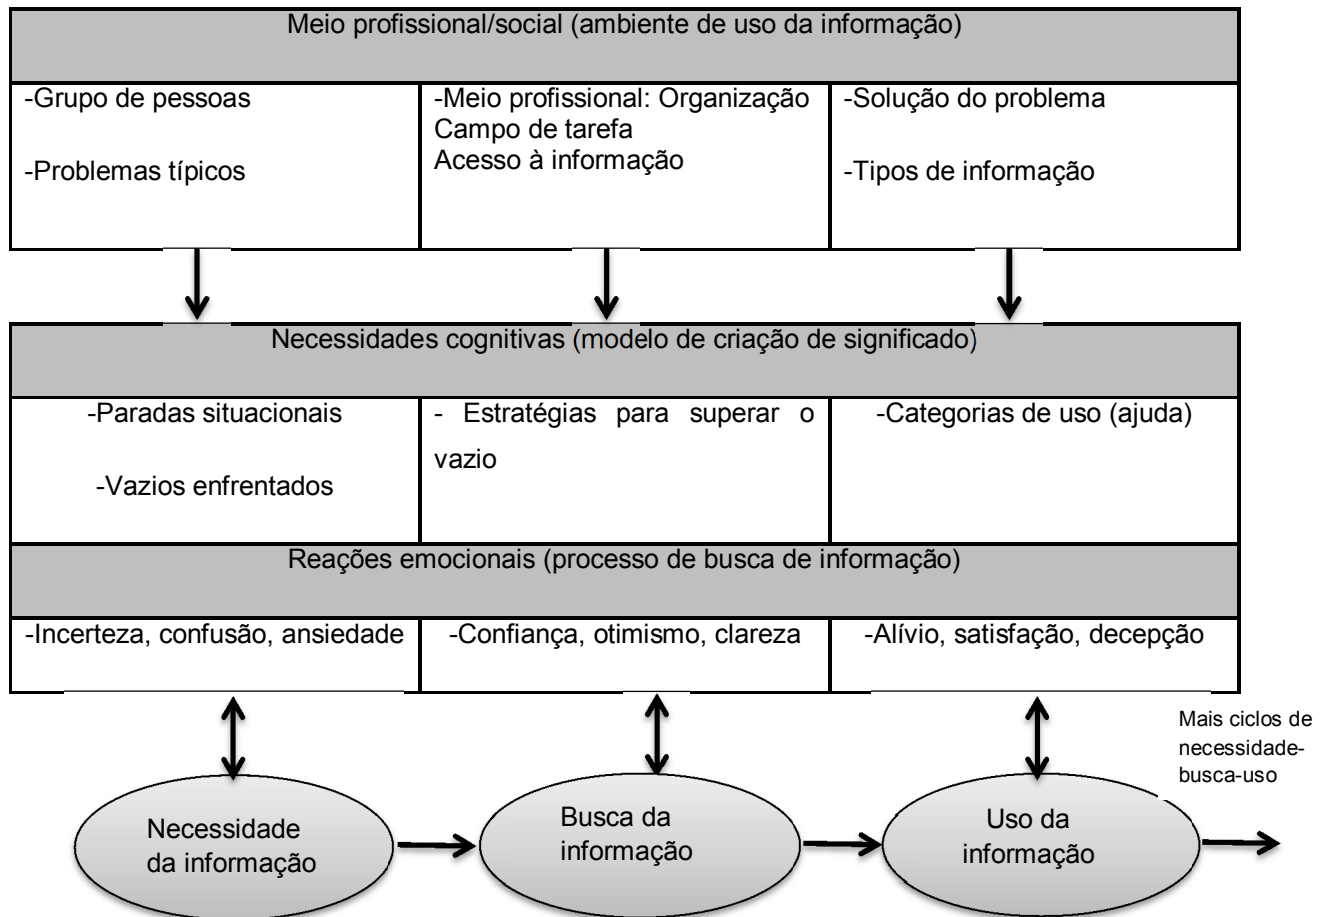 Meio profissional/social (ambiente de uso da informação)
-Grupo de pessoas
-Problemas típicos
-Meio profissional: Organização
Campo de tarefa
Acesso à informação
-Solução do problema
-Tipos de informação
Necessidades cognitivas (modelo de criação de significado)
-Paradas situacionais
-Vazios enfrentados
- Estratégias para superar o
vazio
-Categorias de uso (ajuda)
Reações emocionais (processo de busca de informação)
-Incerteza, confusão, ansiedade
-Confiança, otimismo, clareza
-Alívio, satisfação, decepção
Mais ciclos de
necessidade-
busca-uso
Necessidade
da informação
Busca da
informação
Uso da
informação